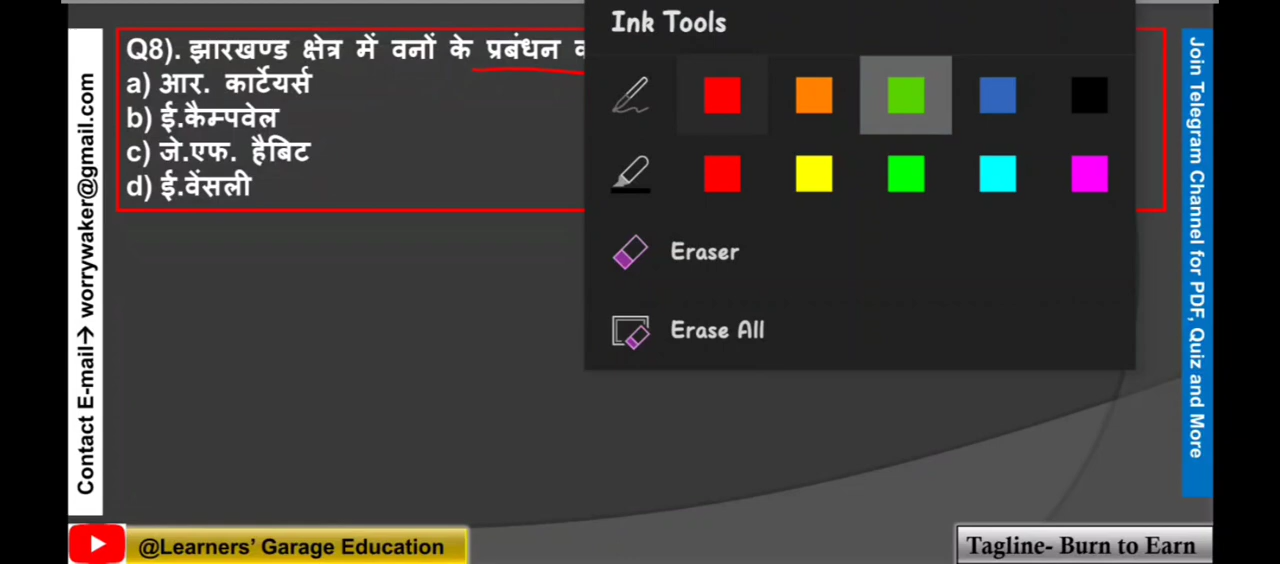 Ink Tools
Q8). झारखण्ड क्षेत्र में वनों के प्रबंधन
a) आर. कार्टेयर्स
b) ई.कैम्पवेल
c) जे.एफ. हैबिट
d) ई.वेंसली
Eraser
Erase All
Contact E-mail→ worrywaker@gmail.com
Join Telegram Channel for PDF, Quiz and More
@Learners’ Garage Education
Tagline- Burn to Earn